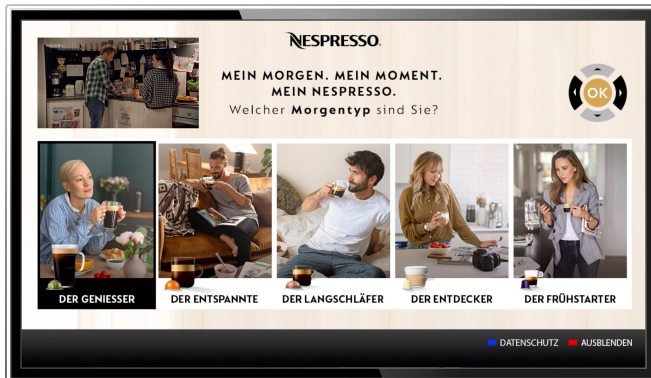 NESPRESSO.
MEIN MORGEN. MEIN MOMENT.
MEIN NESPRESSO.
Welcher Morgentyp sind Sie?
OK
DER GENIESSER
DER ENTSPANNTE
DER LANGSCHLÄFER
DER ENTDECKER
DER FRÜHSTARTER
DATENSCHUTZ
AUSBLENDEN